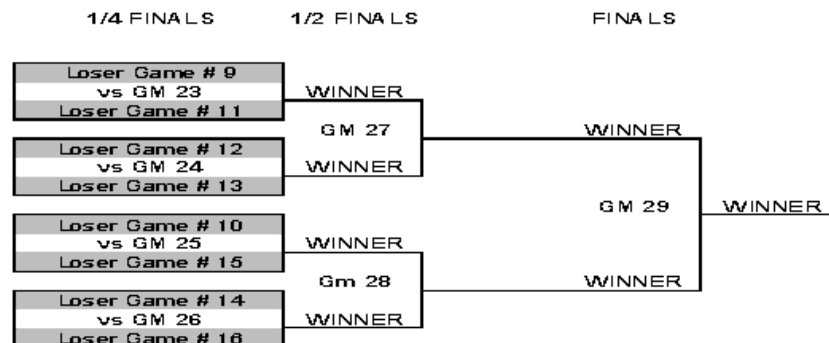 1/4 FINALS 1/2 FINALS FINALS
Loser Game # 9
vs GM 23 WINNER
Loser Game # 11
GM 27 WINNER
Loser Game # 12
vs GM 24 WINNER
Loser Game # 13
GM 29 WINNER
Loser Game # 10
vs GM 25 WINNER
Loser Game # 15
Gm 28 WINNER
Loser Game # 14
vs GM 26 WINNER
Loser Game # 16